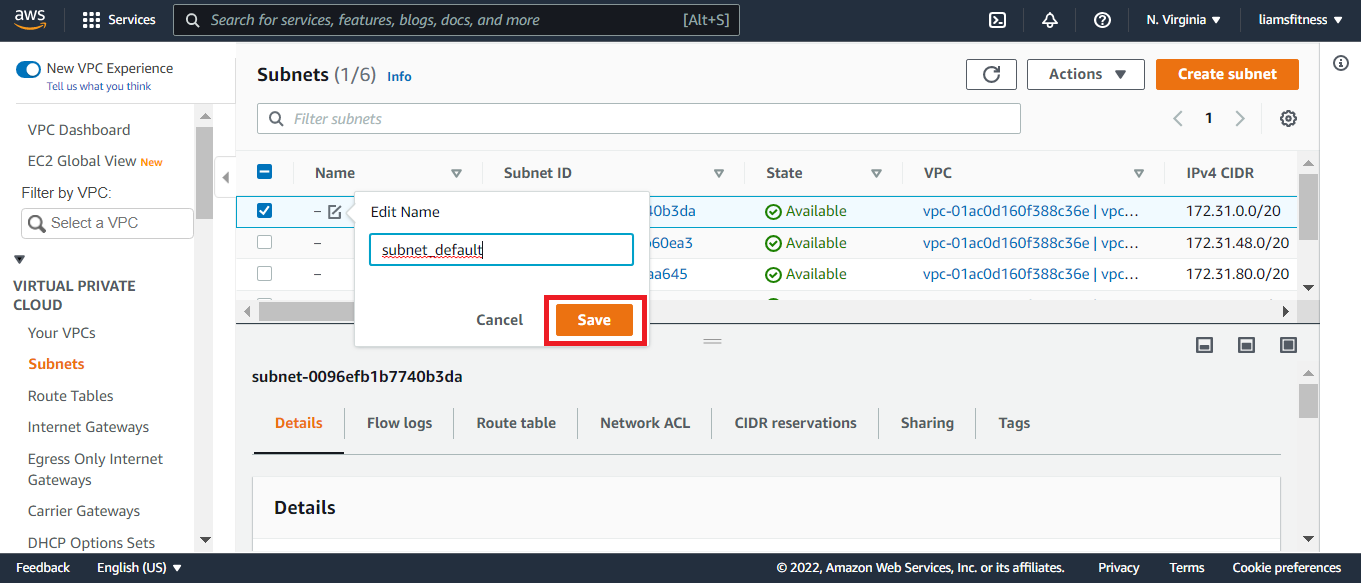 aws
Services
Search for services, features, blogs, docs, and more
[Alt+S]
N. Virginia
liamsfitness
New VPC Experience
Tell us what you think
VPC Dashboard
EC2 Global View New
Filter by VPC:
Select a VPC
VIRTUAL PRIVATE
CLOUD
Your VPCs
Subnets
Route Tables
Internet Gateways
Egress Only Internet
Gateways
Carrier Gateways
DHCP Options Sets
Subnets (1/6) Info
Actions
Create subnet
Filter subnets
1
Name
Subnet ID
State
VPC
IPv4 CIDR
– 40b3da Available vpc-01ac0d160f388c36e | vpc... 172.31.0.0/20
– 60ea3 Available vpc-01ac0d160f388c36e | vpc... 172.31.48.0/20
– aa645 Available vpc-01ac0d160f388c36e | vpc... 172.31.80.0/20
Edit Name
subnet_default
Cancel
Save
subnet-0096efb1b7740b3da
Details
Flow logs
Route table
Network ACL
CIDR reservations
Sharing
Tags
Details
Feedback
English (US)
© 2022, Amazon Web Services, Inc. or its affiliates.
Privacy
Terms
Cookie preferences